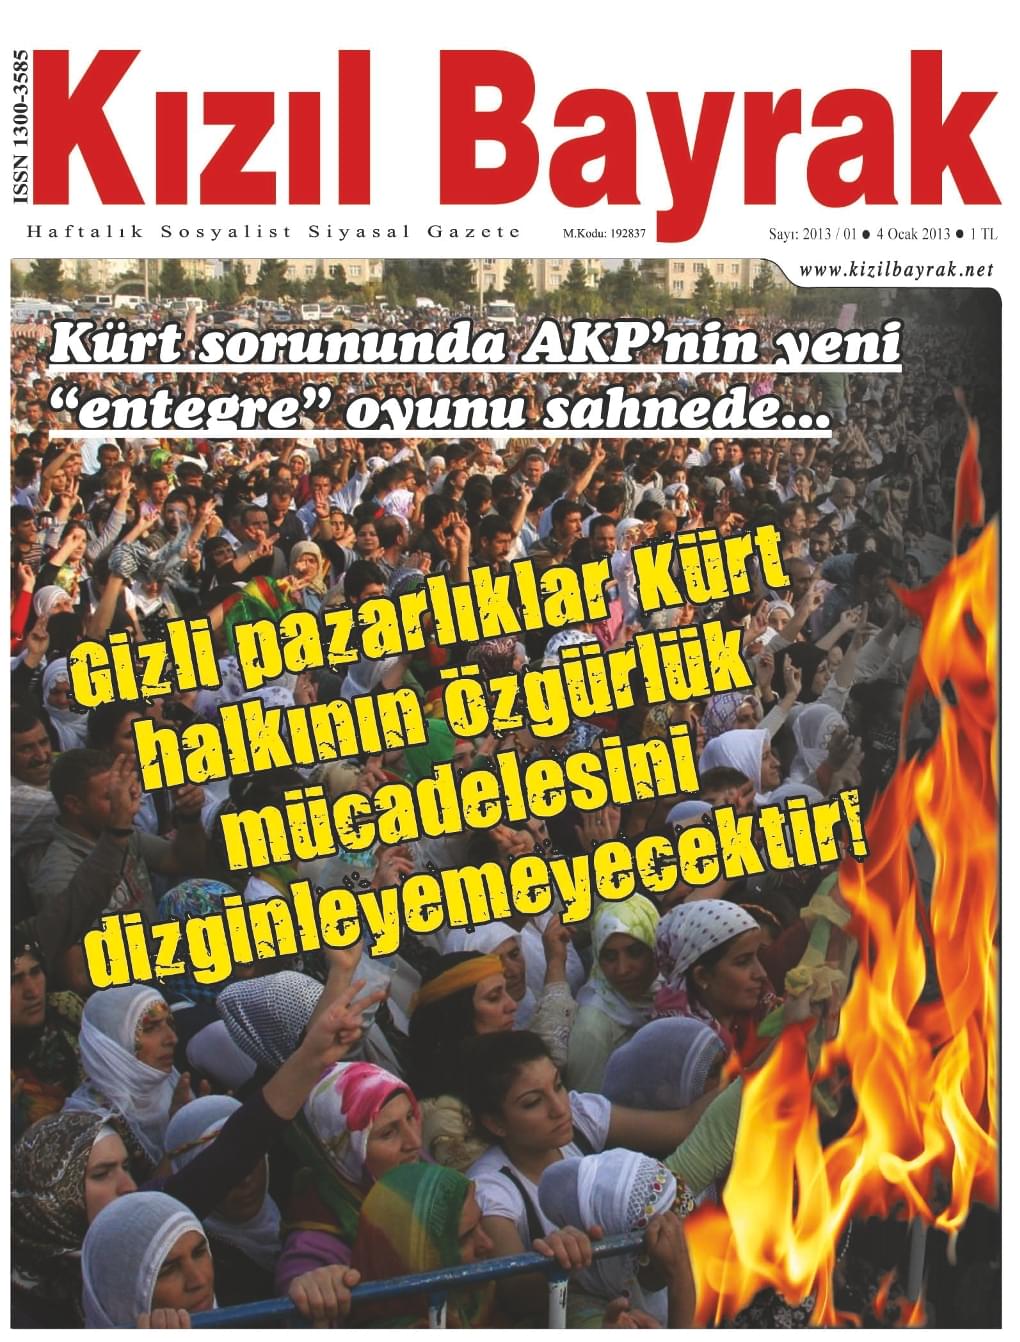 ISSN 1300-3585
Kızıl Bayrak
Haftalık Sosyalist Siyasal Gazete
M.Kodu: 192837
Sayı: 2013 / 01 ● 4 Ocak 2013 ● 1 TL
www.kizilbayrak.net
Kürt sorununda AKP’nin yeni
“entegre” oyunu sahnede...
Gizli pazarlıklar Kürt
halkının özgürlük
mücadelesini
dizginleyemeyecektir!